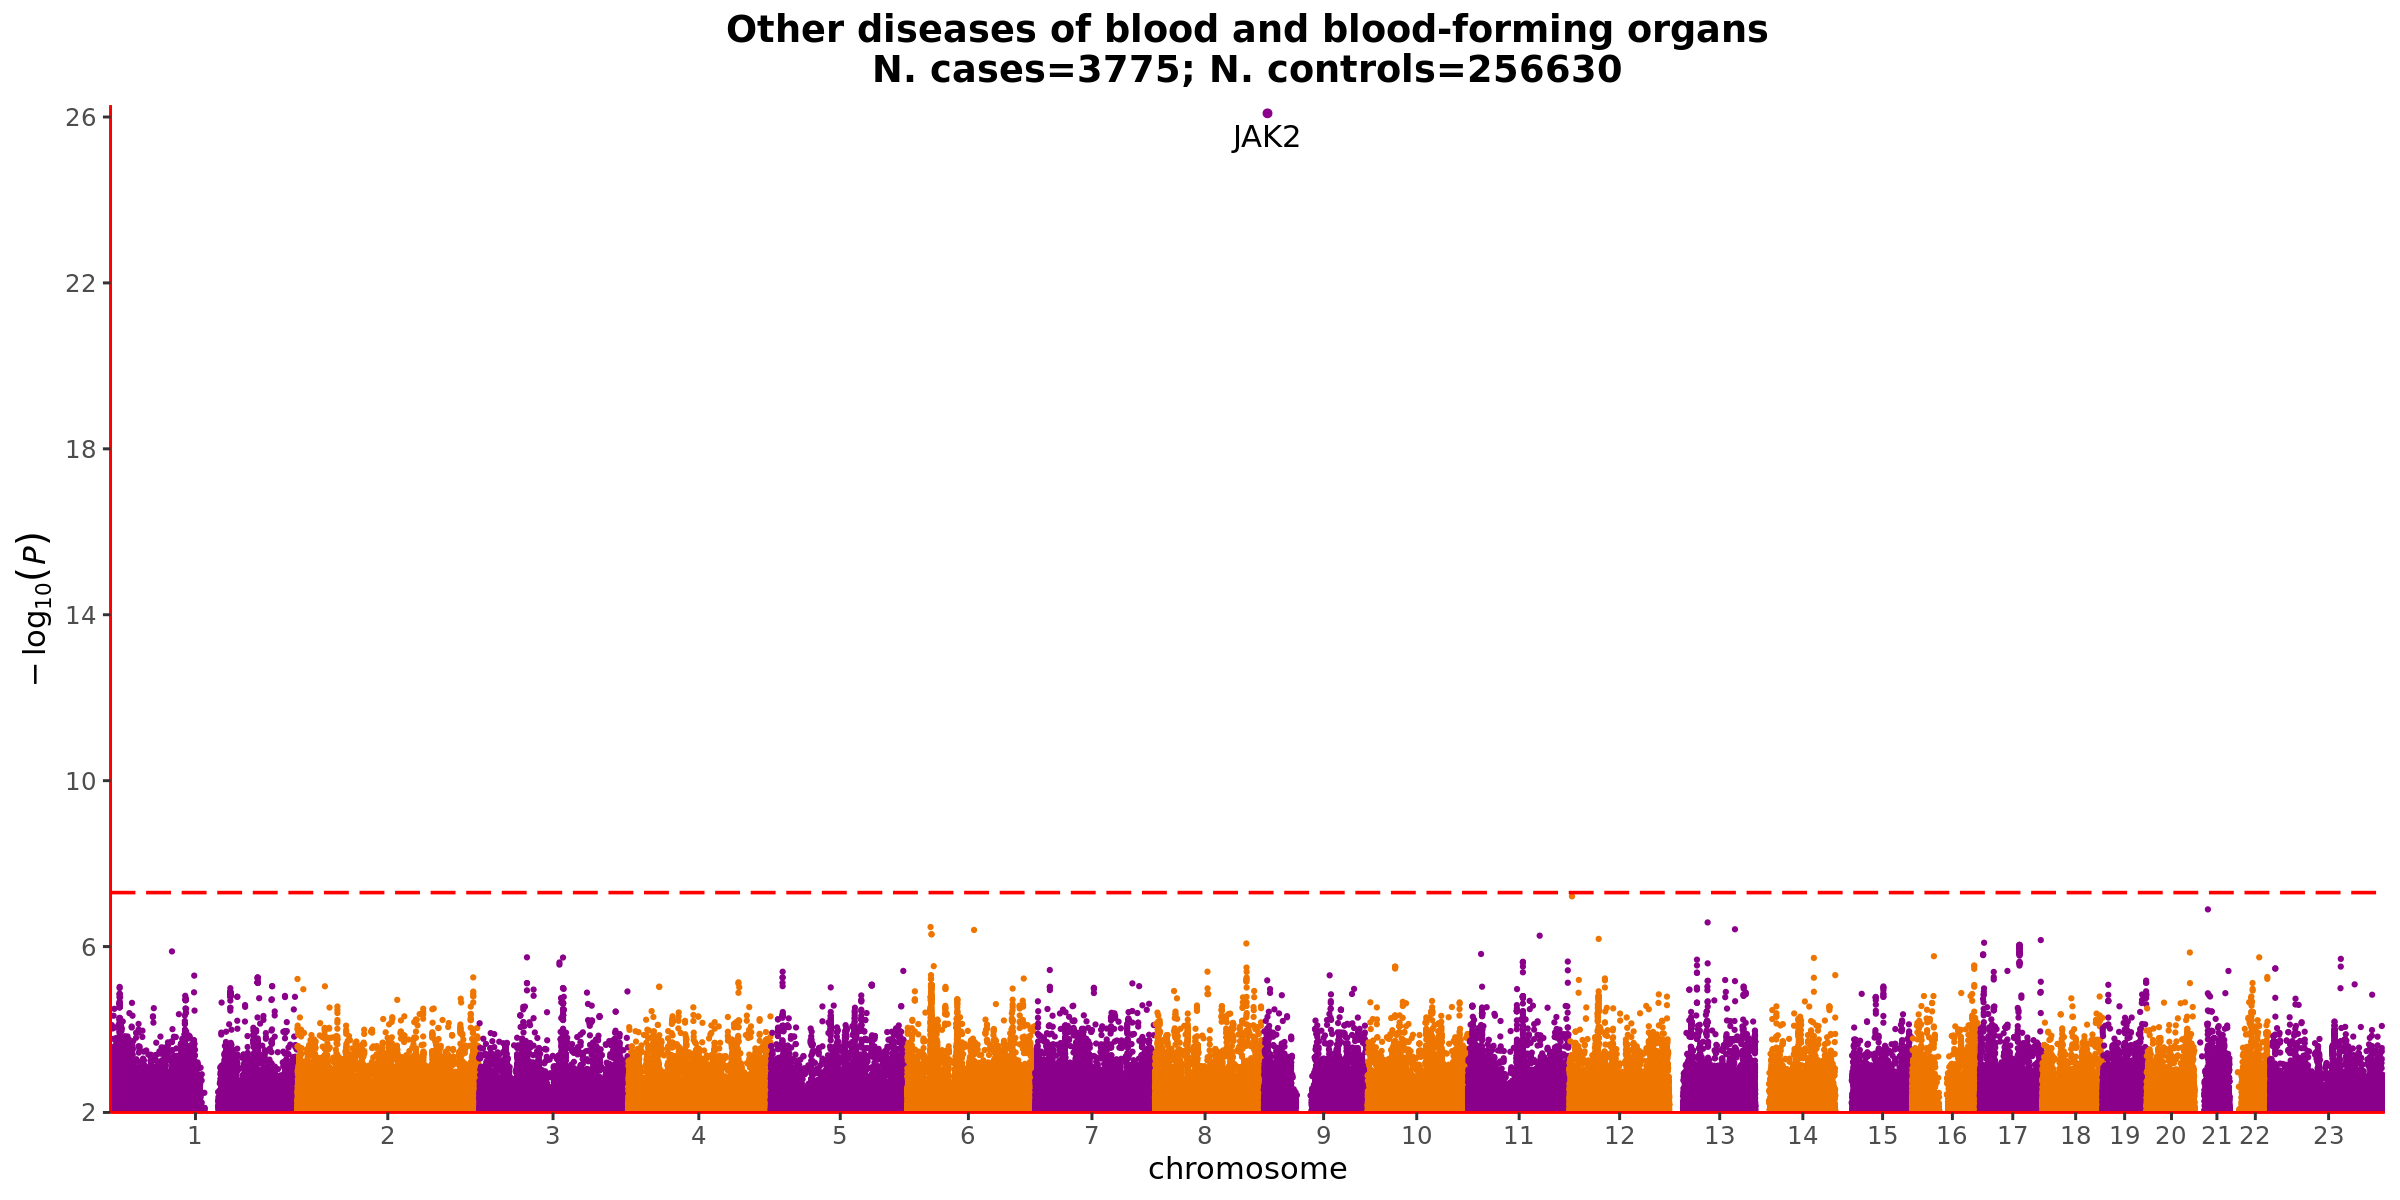 Other diseases of blood and blood-forming organs
N. cases=3775; N. controls=256630
26
JAK2
22
18
14
10
6
2
−log10(P)
1 2 3 4 5 6 7 8 9 10 11 12 13 14 15 16 17 18 19 20 21 22 23
chromosome